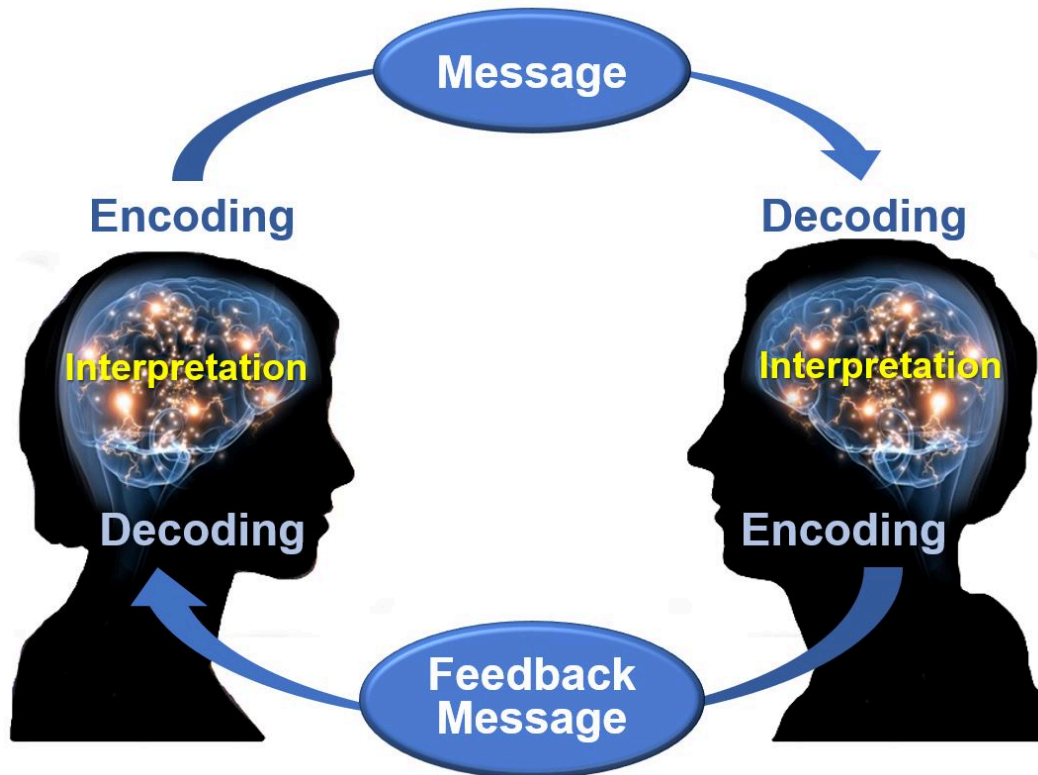 Message
Encoding
Decoding
Interpretation
Interpretation
Decoding
Encoding
Feedback
Message